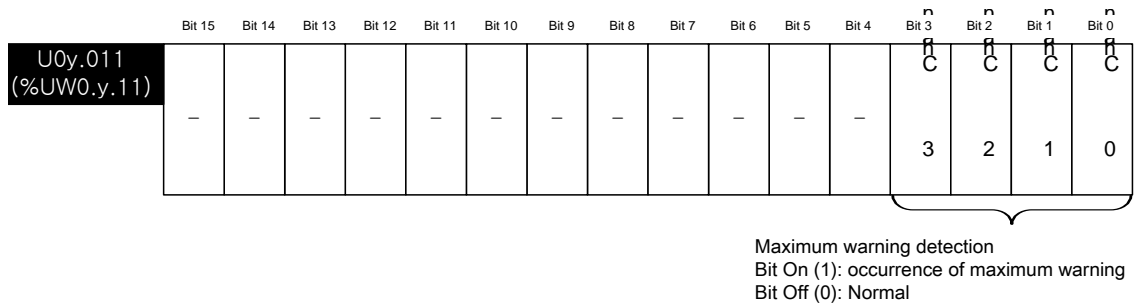 Bit 15 Bit 14 Bit 13 Bit 12 Bit 11 Bit 10 Bit 9 Bit 8 Bit 7 Bit 6 Bit 5 Bit 4 Bit 3 Bit 2 Bit 1 Bit 0
U0y.011
(%UW0.y.11)
– – – – – – – – – – – –
C C C C
3 2 1 0
Maximum warning detection
Bit On (1): occurrence of maximum warning
Bit Off (0): Normal